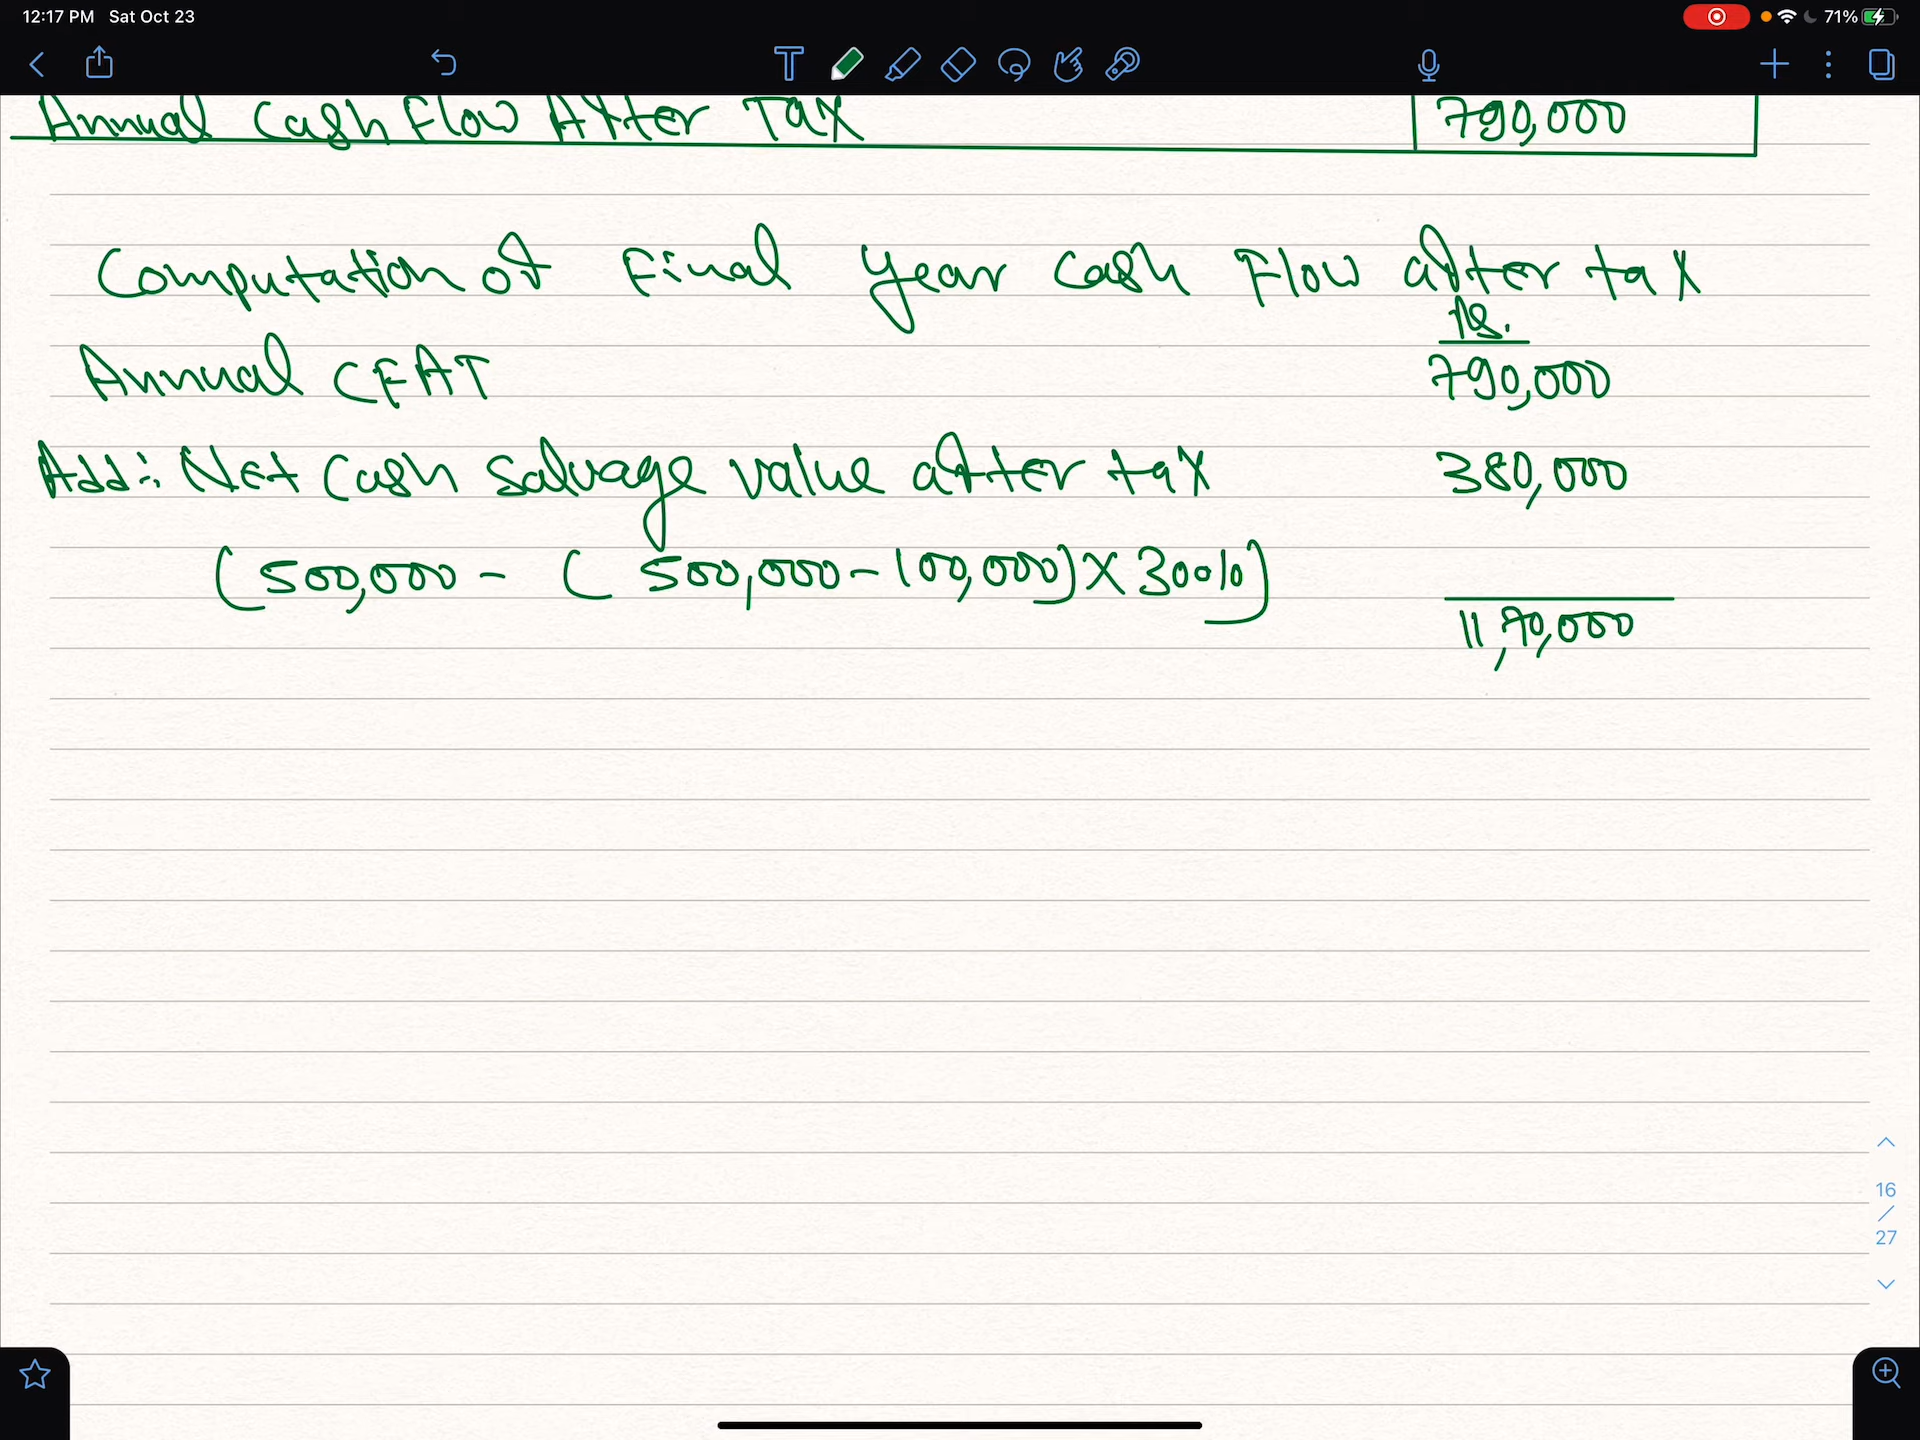 12:17 PM Sat Oct 23 71%
T
Annual Cash Flow After Tax 790,000
Computation of Final Year Cash Flow after tax
Rs.
Annual CFAT 790,000
Add:- Net Cash Salvage value after tax 380,000
(500,000 - (500,000 - 100,000) X 30%)
11,70,000
16
/
27